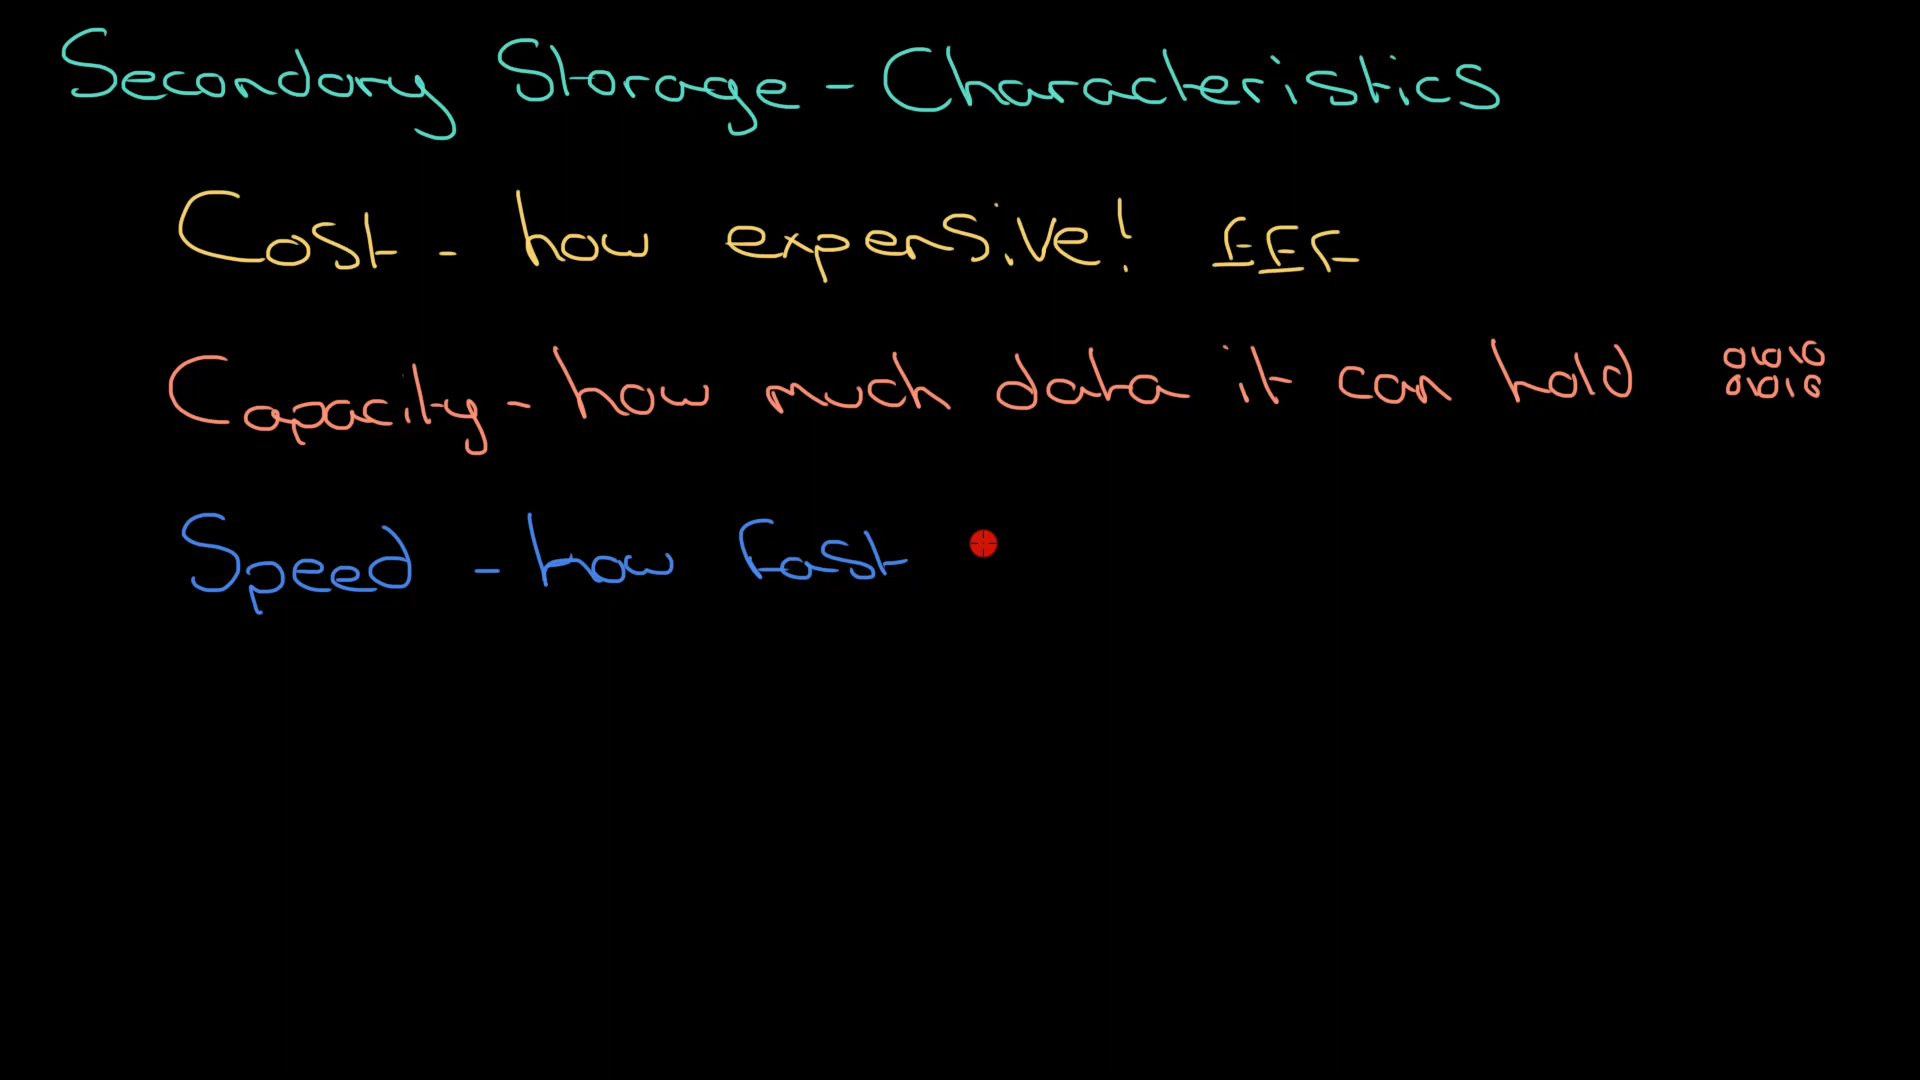 Secondary Storage - Characteristics
Cost - how expensive! £££
Capacity - how much data it can hold 01010
01010
Speed - how fast